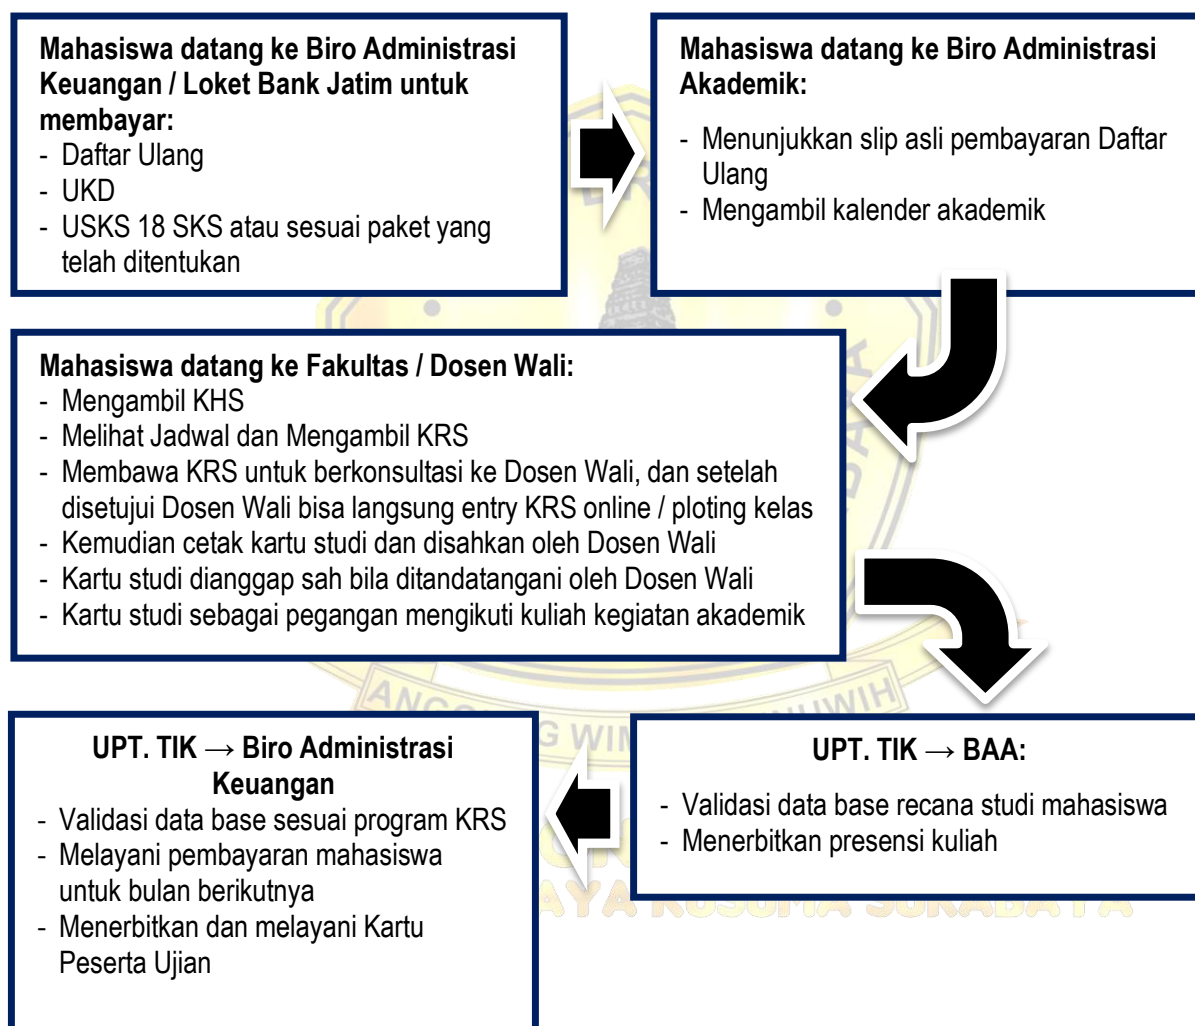 Mahasiswa datang ke Biro Administrasi
Keuangan / Loket Bank Jatim untuk
membayar:
- Daftar Ulang
- UKD
- USKS 18 SKS atau sesuai paket yang
telah ditentukan
Mahasiswa datang ke Biro Administrasi
Akademik:
- Menunjukkan slip asli pembayaran Daftar
Ulang
- Mengambil kalender akademik
Mahasiswa datang ke Fakultas / Dosen Wali:
- Mengambil KHS
- Melihat Jadwal dan Mengambil KRS
- Membawa KRS untuk berkonsultasi ke Dosen Wali, dan setelah
disetujui Dosen Wali bisa langsung entry KRS online / ploting kelas
- Kemudian cetak kartu studi dan disahkan oleh Dosen Wali
- Kartu studi dianggap sah bila ditandatangani oleh Dosen Wali
- Kartu studi sebagai pegangan mengikuti kuliah kegiatan akademik
UPT. TIK → BAA:
- Validasi data base recana studi mahasiswa
- Menerbitkan presensi kuliah
UPT. TIK → Biro Administrasi
Keuangan
- Validasi data base sesuai program KRS
- Melayani pembayaran mahasiswa
untuk bulan berikutnya
- Menerbitkan dan melayani Kartu
Peserta Ujian
KUSUMA SURABAYA